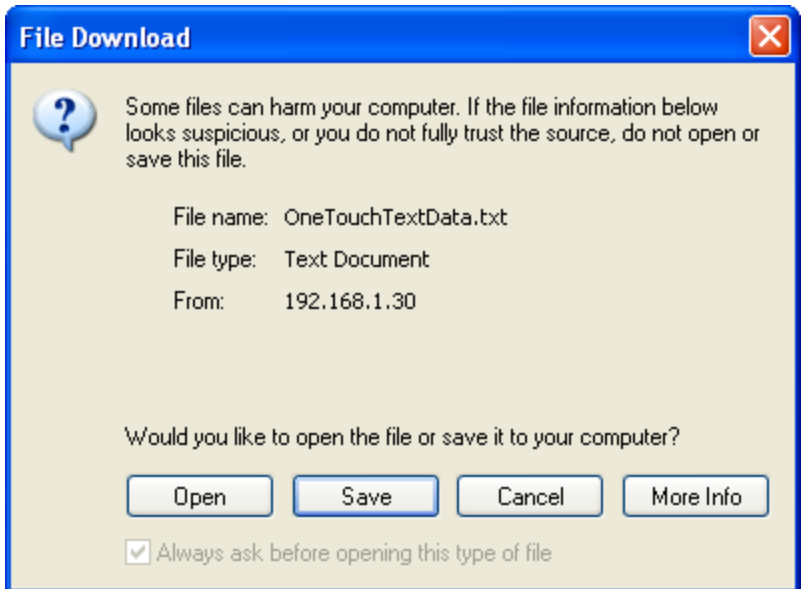 File Download
Some files can harm your computer. If the file information below
looks suspicious, or you do not fully trust the source, do not open or
save this file.
File name: OneTouchTextData.txt
File type: Text Document
From: 192.168.1.30
Would you like to open the file or save it to your computer?
Open Save Cancel More Info
Always ask before opening this type of file